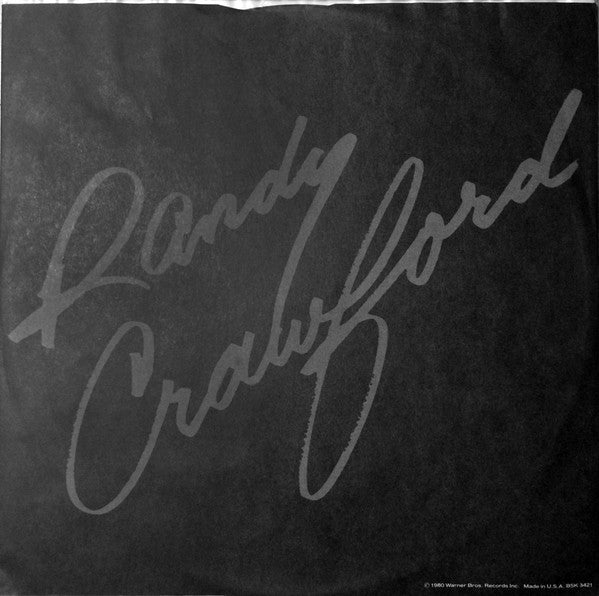 Randy
Crawford
© 1980 Warner Bros. Records Inc. Made in U.S.A. BSK 3421